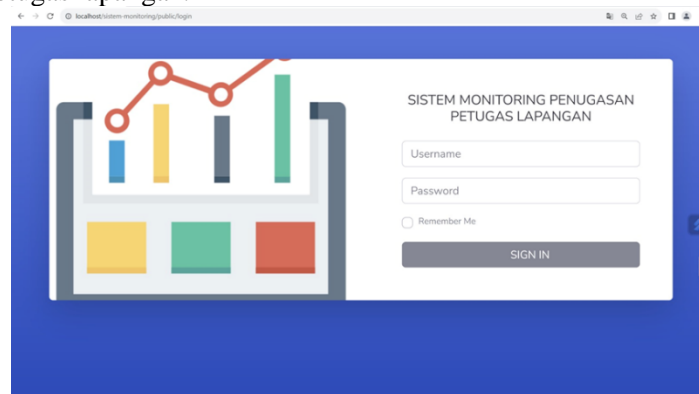 localhost/sistem-monitoring/public/login
SISTEM MONITORING PENUGASAN
PETUGAS LAPANGAN
Username
Password
Remember Me
SIGN IN